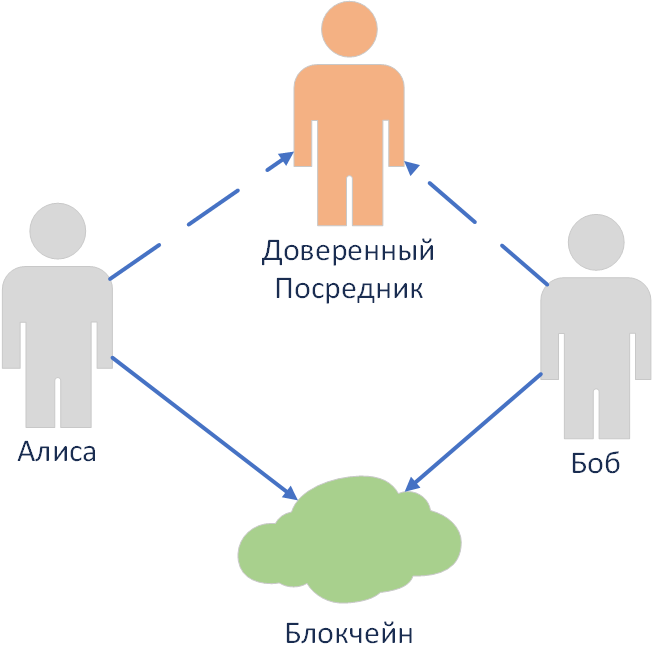 Доверенный
Посредник
Алиса
Боб
Блокчейн